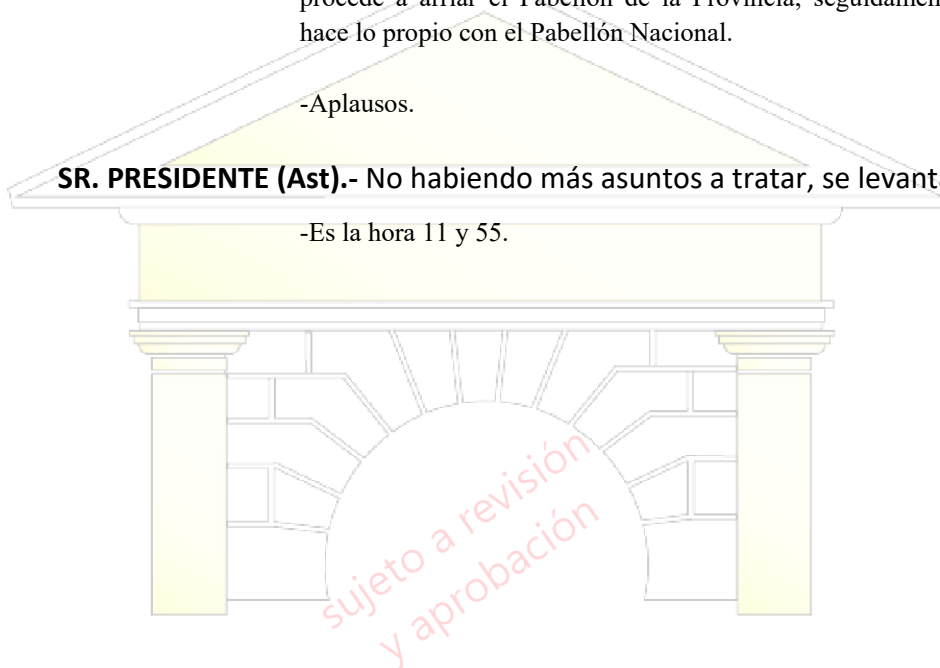 procede a arriar el Pabellón de la Provincia, seguidamen
hace lo propio con el Pabellón Nacional.
-Aplausos.
SR. PRESIDENTE (Ast).- No habiendo más asuntos a tratar, se levant
-Es la hora 11 y 55.
sujeto a revisión
y aprobación